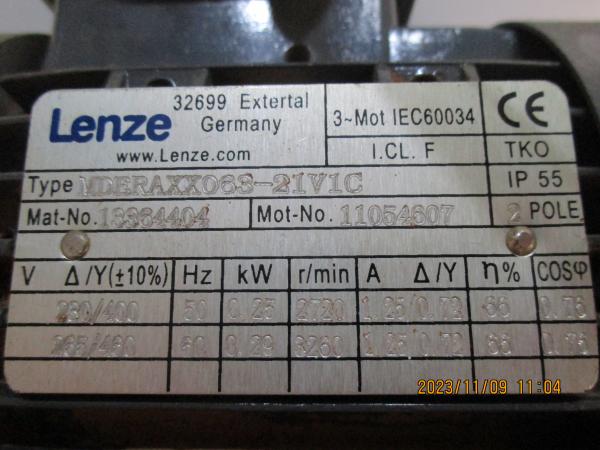 Lenze
32699 Extertal
Germany
www.Lenze.com
3~Mot IEC60034
CE
I.CL. F
TKO
Type MDERAXX063-21V1C
IP 55
Mat-No. 13364404
Mot-No. 11054607
2 POLE
V Δ/Y(±10%) Hz kW r/min A Δ/Y η% COSφ
230/400 50 0.25 2720 1.25/0.72 66 0.76
265/460 60 0.29 3260 1.25/0.72 66 0.76
2023/11/09 11:04